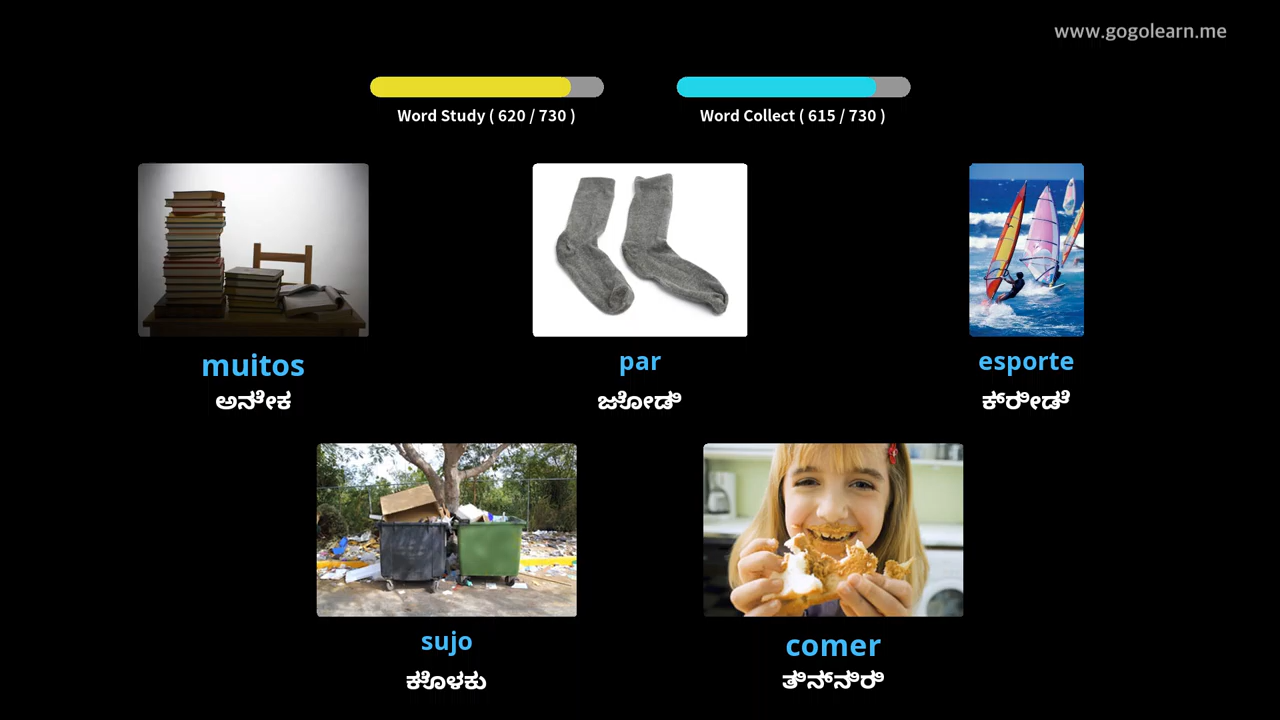 www.gogolearn.me
Word Study ( 620 / 730 )
Word Collect ( 615 / 730 )
muitos
ಅನೇಕ
par
ಜೋಡಿ
esporte
ಕ್ರೀಡೆ
sujo
ಕೊಳಕು
comer
ತಿನ್ನಿರಿ